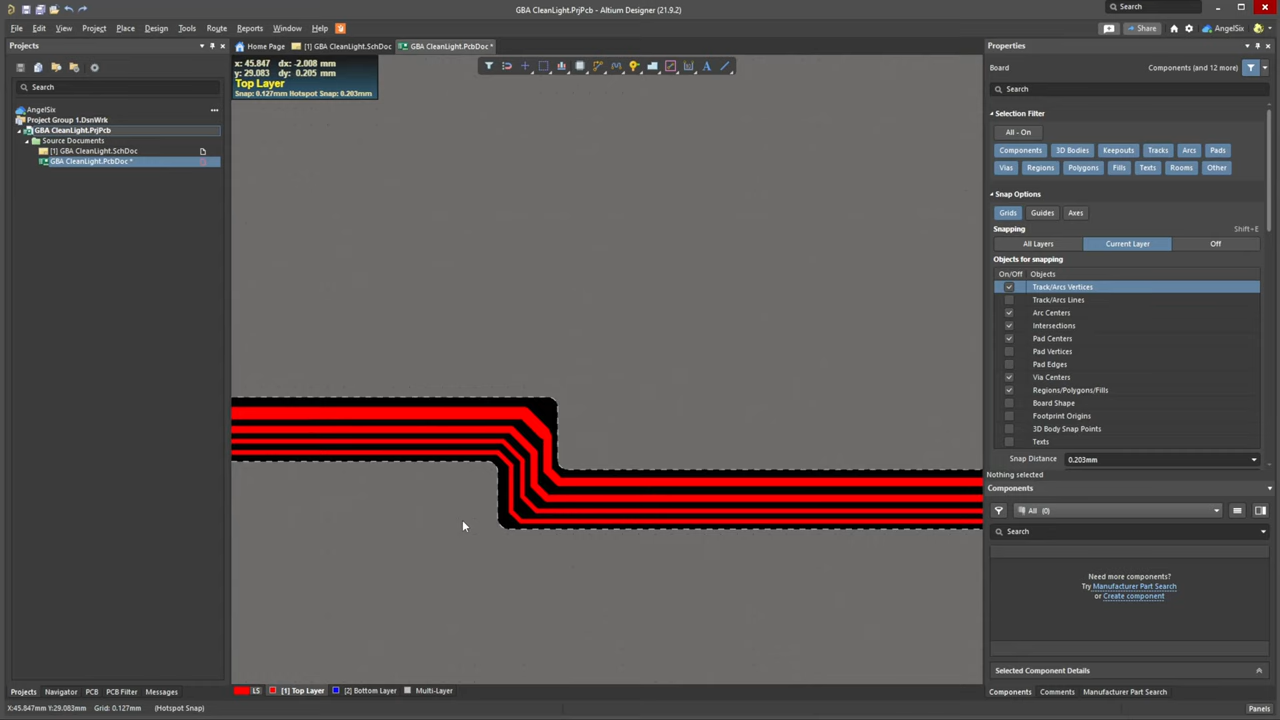 GBA CleanLight.PrjPcb - Altium Designer (21.9.2)
Search
File Edit View Project Place Design Tools Route Reports Window Help
Share
AngelSix
Projects
Home Page
[1] GBA CleanLight.SchDoc
GBA CleanLight.PcbDoc *
Properties
x: 45.847 dx: -2.008 mm
y: 29.083 dy: 0.205 mm
Top Layer
Snap: 0.127mm Hotspot Snap: 0.203mm
Board
Components (and 12 more)
Search
Search
AngelSix
Project Group 1.DsnWrk
GBA CleanLight.PrjPcb
Source Documents
[1] GBA CleanLight.SchDoc
GBA CleanLight.PcbDoc *
Selection Filter
All - On
Components 3D Bodies Keepouts Tracks Arcs Pads
Vias Regions Polygons Fills Texts Rooms Other
Snap Options
Grids Guides Axes
Snapping Shift+E
All Layers Current Layer Off
Objects for snapping
On/Off Objects
Track/Arcs Vertices
Track/Arcs Lines
Arc Centers
Intersections
Pad Centers
Pad Vertices
Pad Edges
Via Centers
Regions/Polygons/Fills
Board Shape
Footprint Origins
3D Body Snap Points
Texts
Snap Distance 0.203mm
Nothing selected
Components
All (0)
Search
Need more components?
Try Manufacturer Part Search
or Create component
Selected Component Details
Projects Navigator PCB PCB Filter Messages
LS [1] Top Layer [2] Bottom Layer Multi-Layer
Components Comments Manufacturer Part Search
X:45.847mm Y:29.083mm Grid: 0.127mm (Hotspot Snap)
Panels